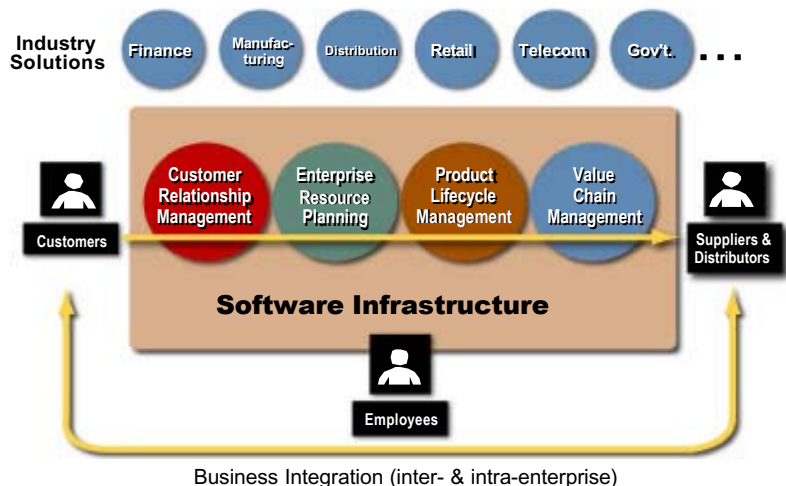 Industry
Solutions
Finance
Manufac-
turing
Distribution
Retail
Telecom
Gov't..
...
Customer
Relationship
Management
Enterprise
Resource
Planning
Product
Lifecycle
Management
Value
Chain
Management
Customers
Suppliers &
Distributors
Software Infrastructure
Employees
Business Integration (inter- & intra-enterprise)